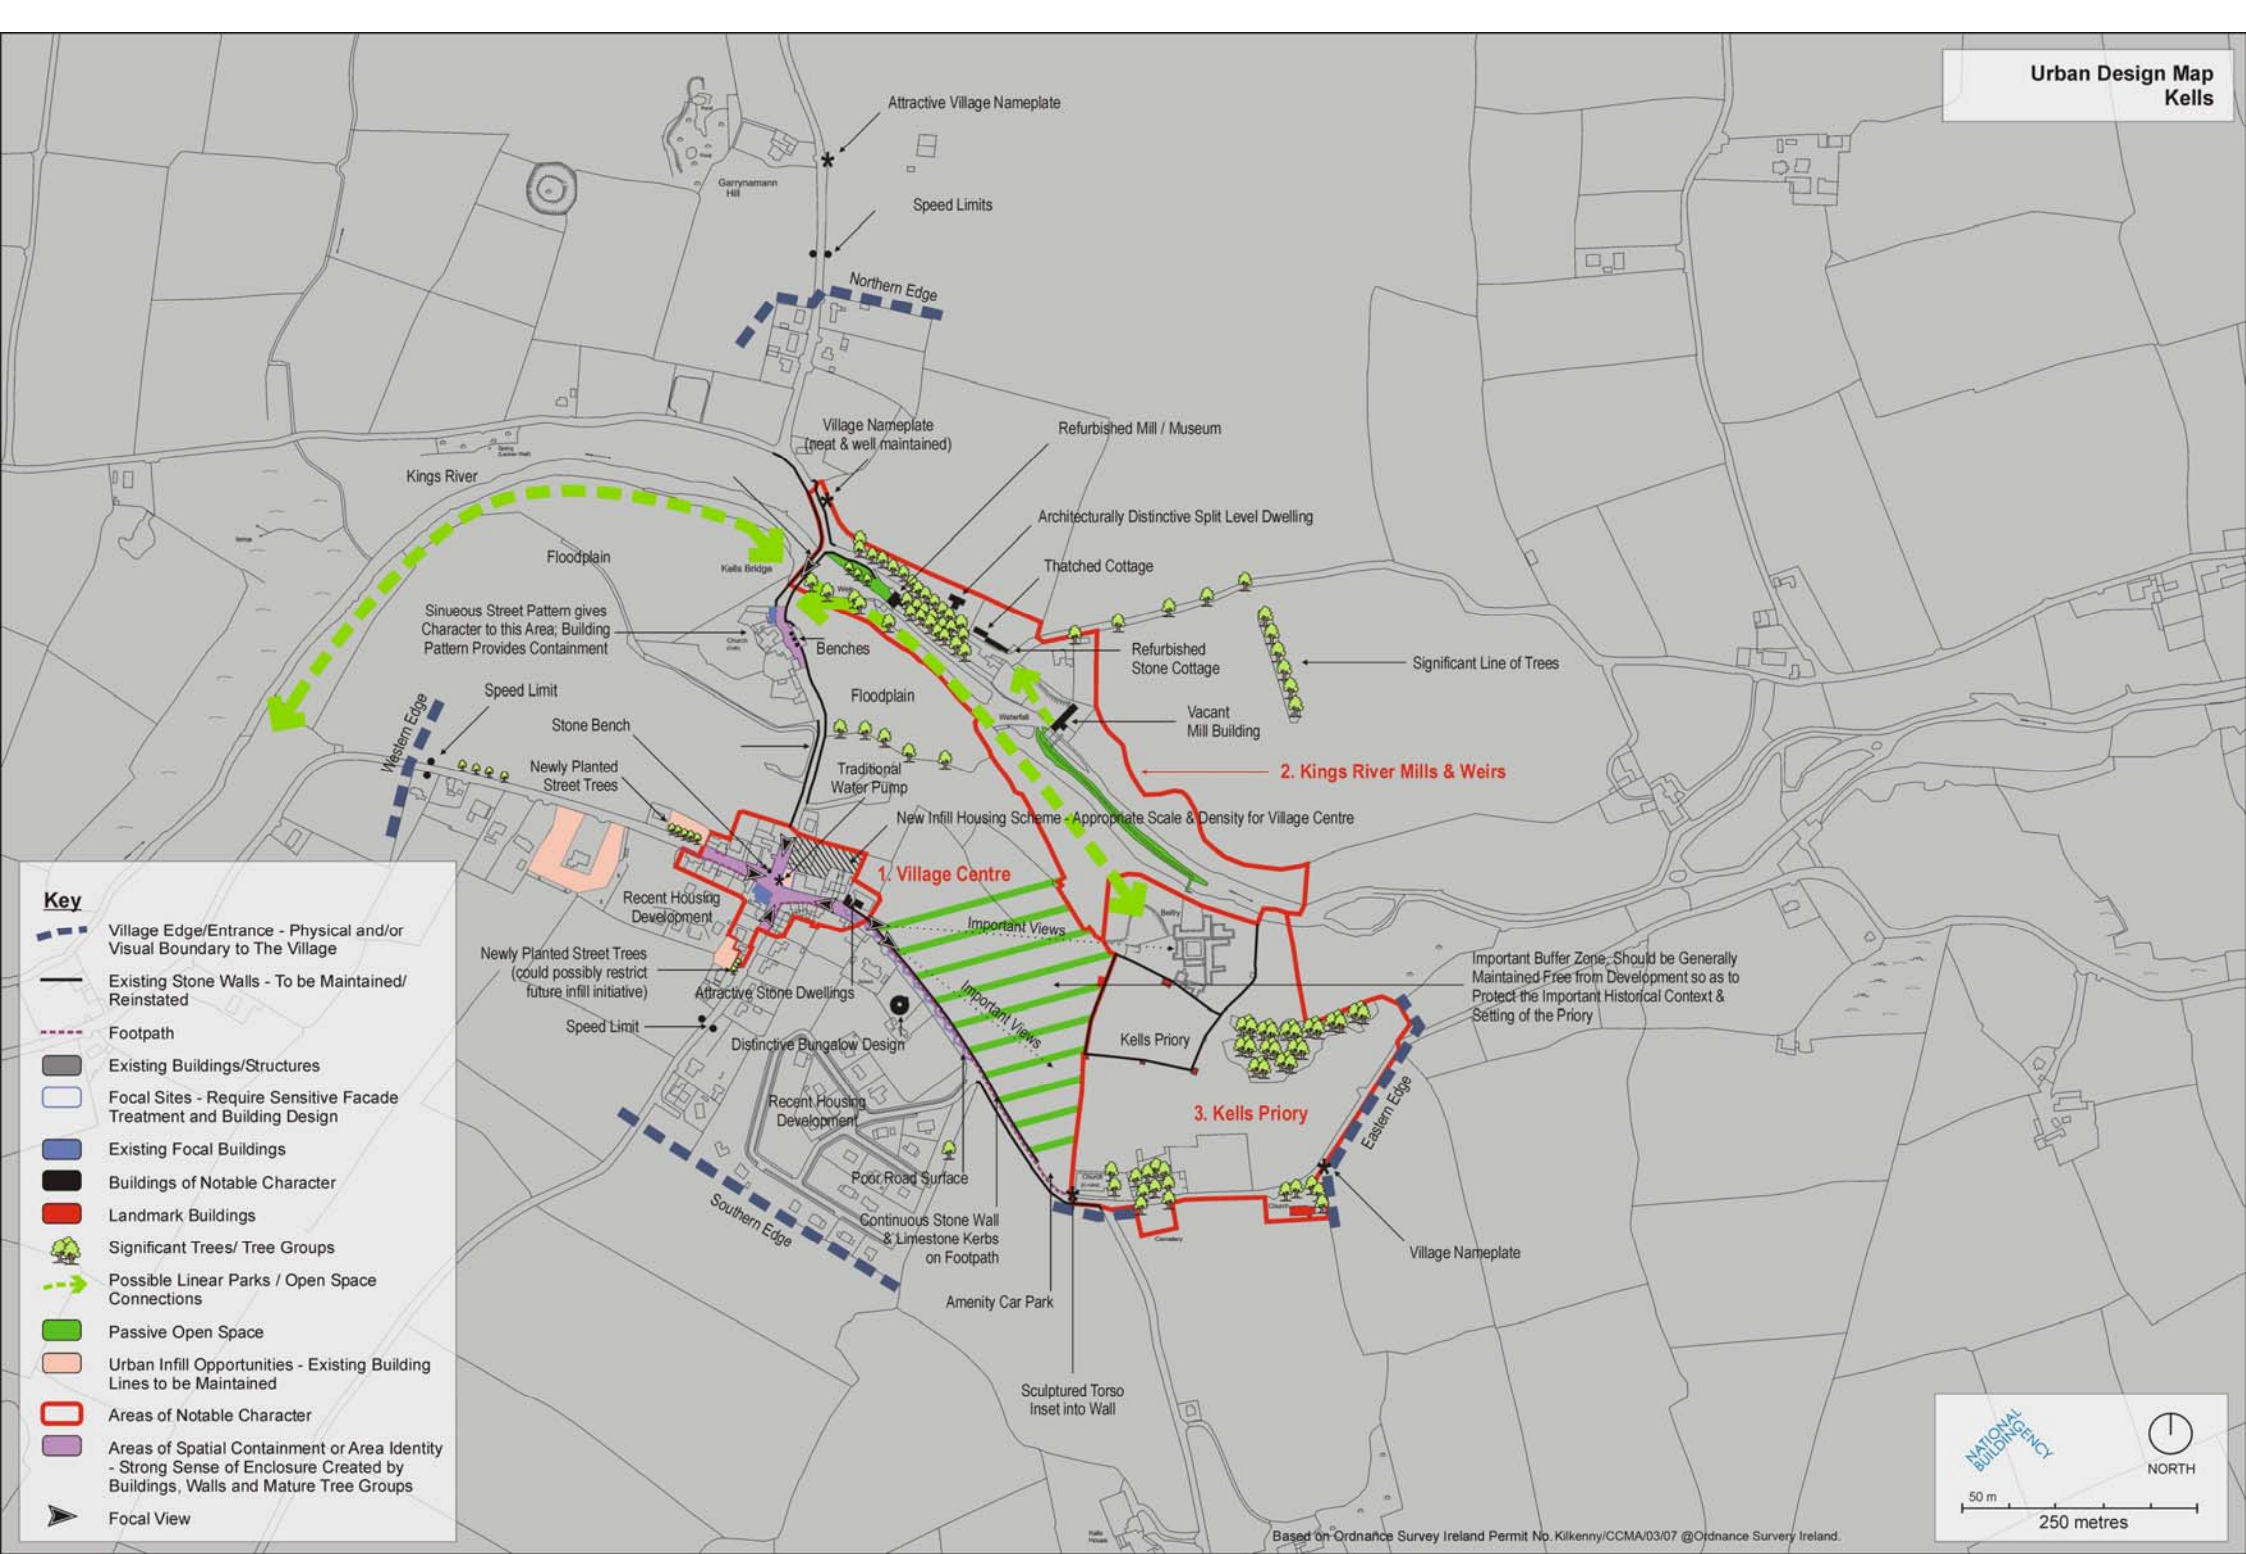 Urban Design Map
Kells
Attractive Village Nameplate
Garrynamann
Hill
Speed Limits
Northern Edge
Village Nameplate
(neat & well maintained)
Refurbished Mill / Museum
Kings River
Architecturally Distinctive Split Level Dwelling
Floodplain
Kells Bridge
Thatched Cottage
Weir
Sinueous Street Pattern gives
Character to this Area; Building
Pattern Provides Containment
Church
Benches
Refurbished
Stone Cottage
Significant Line of Trees
Western Edge
Speed Limit
Floodplain
Stone Bench
Waterfall
Vacant
Mill Building
Newly Planted
Street Trees
Traditional
Water Pump
2. Kings River Mills & Weirs
New Infill Housing Scheme - Appropriate Scale & Density for Village Centre
1. Village Centre
Recent Housing
Development
Important Views
Belfry
Newly Planted Street Trees
(could possibly restrict
future infill initiative)
Attractive Stone Dwellings
Important Views
Important Buffer Zone, Should be Generally
Maintained Free from Development so as to
Protect the Important Historical Context &
Setting of the Priory
Speed Limit
Distinctive Bungalow Design
Kells Priory
Recent Housing
Development
3. Kells Priory
Eastern Edge
Poor Road Surface
Church
Southern Edge
Continuous Stone Wall
& Limestone Kerbs
on Footpath
Church
Cemetery
Village Nameplate
Amenity Car Park
Sculptured Torso
Inset into Wall
Kells
House
Key
Village Edge/Entrance - Physical and/or
Visual Boundary to The Village
Existing Stone Walls - To be Maintained/
Reinstated
Footpath
Existing Buildings/Structures
Focal Sites - Require Sensitive Facade
Treatment and Building Design
Existing Focal Buildings
Buildings of Notable Character
Landmark Buildings
Significant Trees/ Tree Groups
Possible Linear Parks / Open Space
Connections
Passive Open Space
Urban Infill Opportunities - Existing Building
Lines to be Maintained
Areas of Notable Character
Areas of Spatial Containment or Area Identity
- Strong Sense of Enclosure Created by
Buildings, Walls and Mature Tree Groups
Focal View
NATIONAL
BUILDINGENCY
NORTH
50 m
250 metres
Based on Ordnance Survey Ireland Permit No. Kilkenny/CCMA/03/07 @Ordnance Survery Ireland.